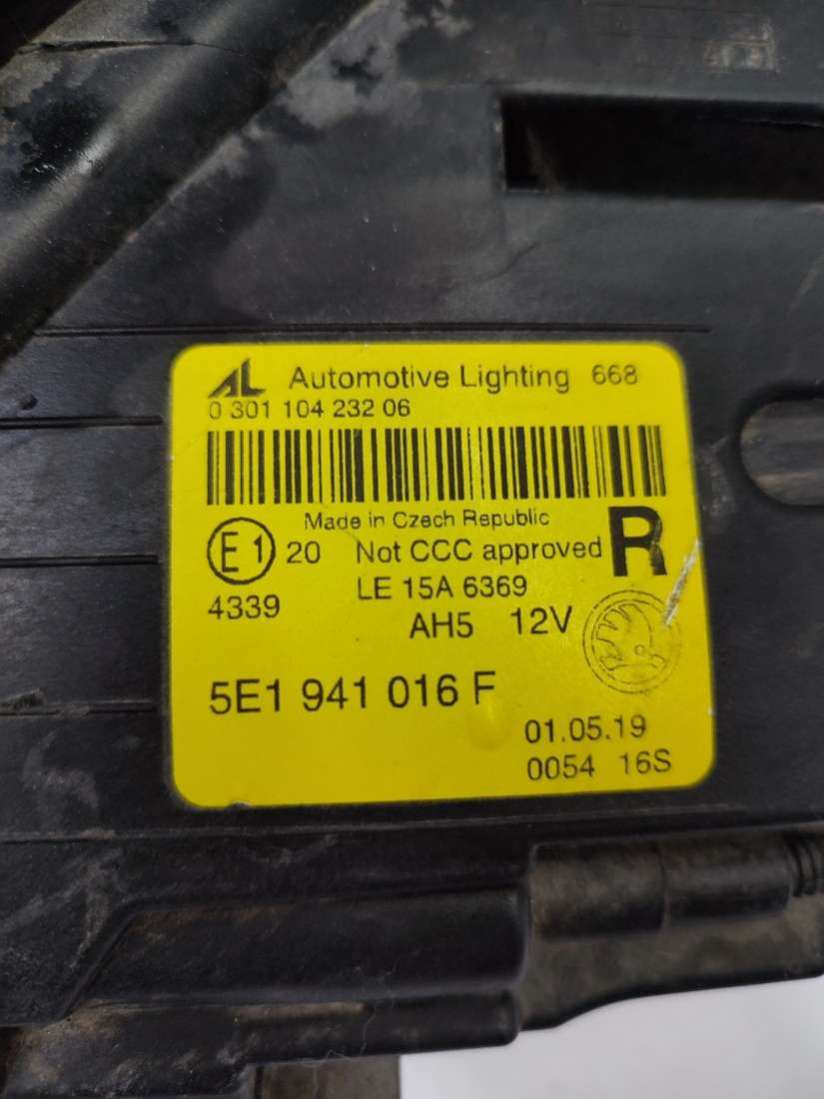 AL Automotive Lighting 668
0 301 104 232 06
Made in Czech Republic
E1 20 Not CCC approved R
4339 LE 15A 6369
AH5 12V
5E1 941 016 F
01.05.19
0054 16S